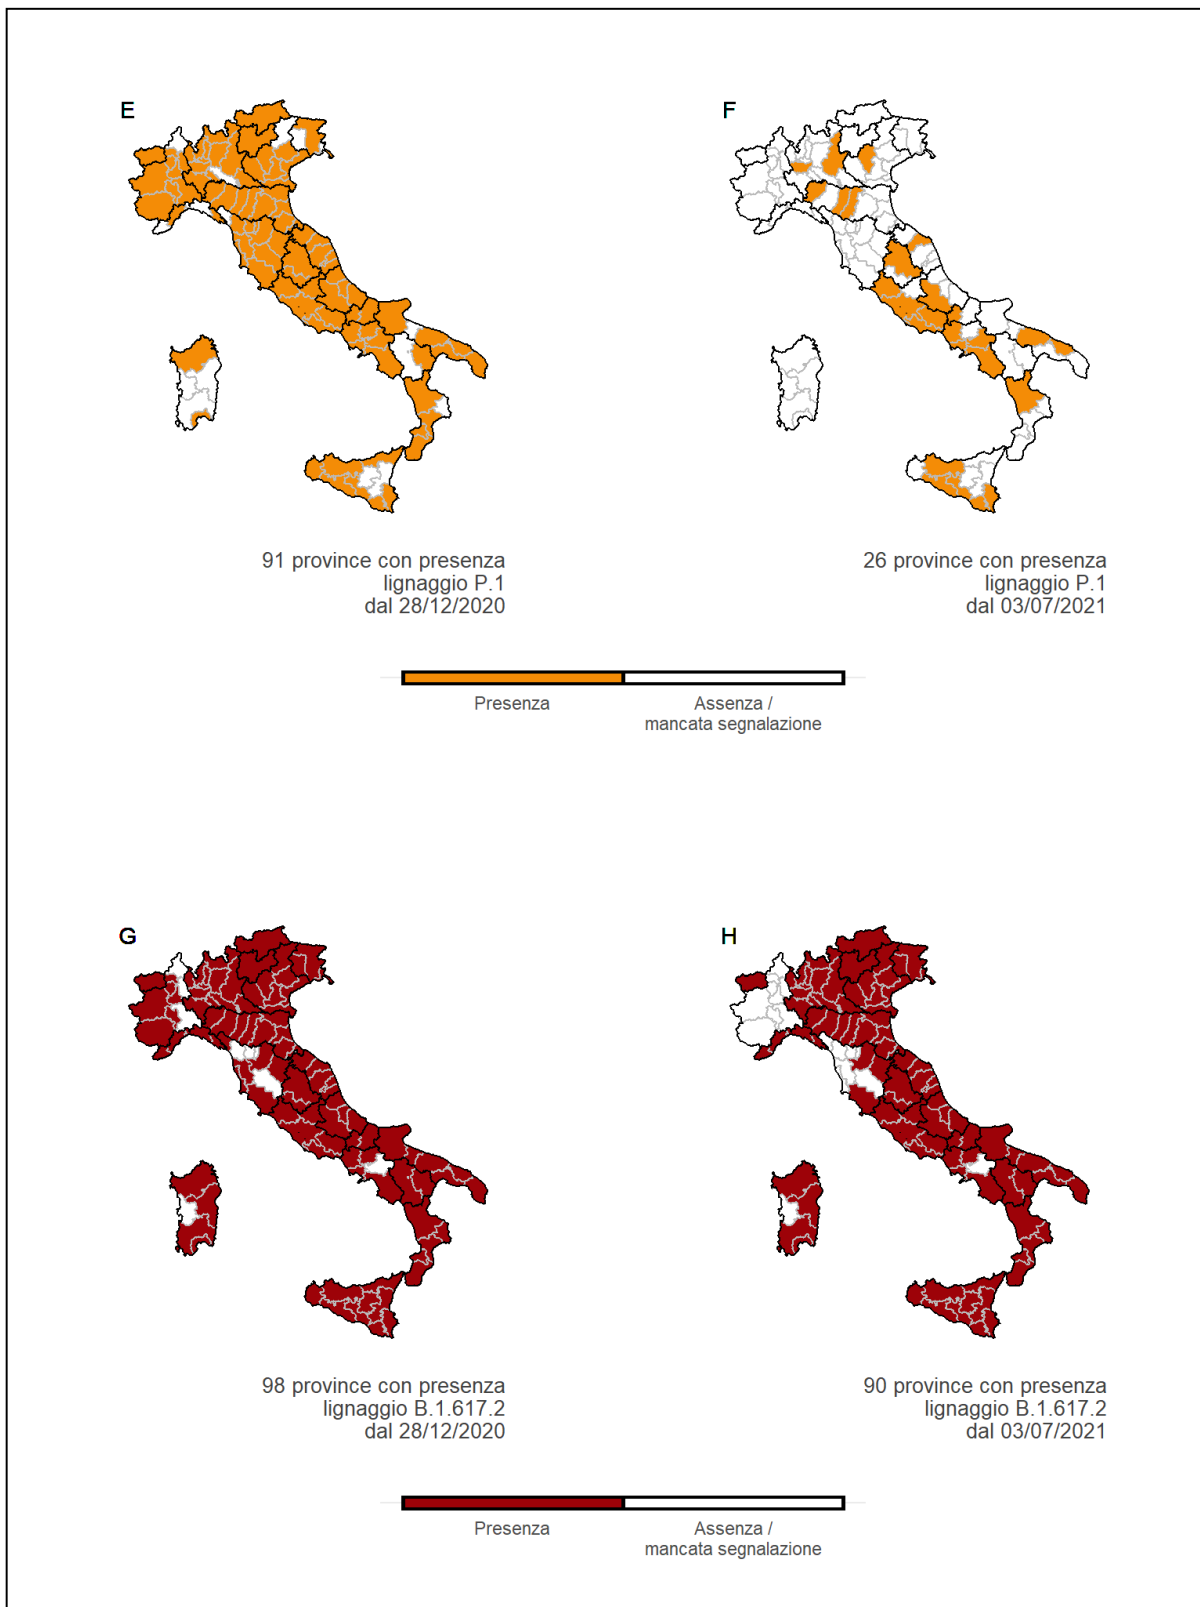 E
F
91 province con presenza
lignaggio P.1
dal 28/12/2020
26 province con presenza
lignaggio P.1
dal 03/07/2021
Presenza
Assenza /
mancata segnalazione
G
H
98 province con presenza
lignaggio B.1.617.2
dal 28/12/2020
90 province con presenza
lignaggio B.1.617.2
dal 03/07/2021
Presenza
Assenza /
mancata segnalazione